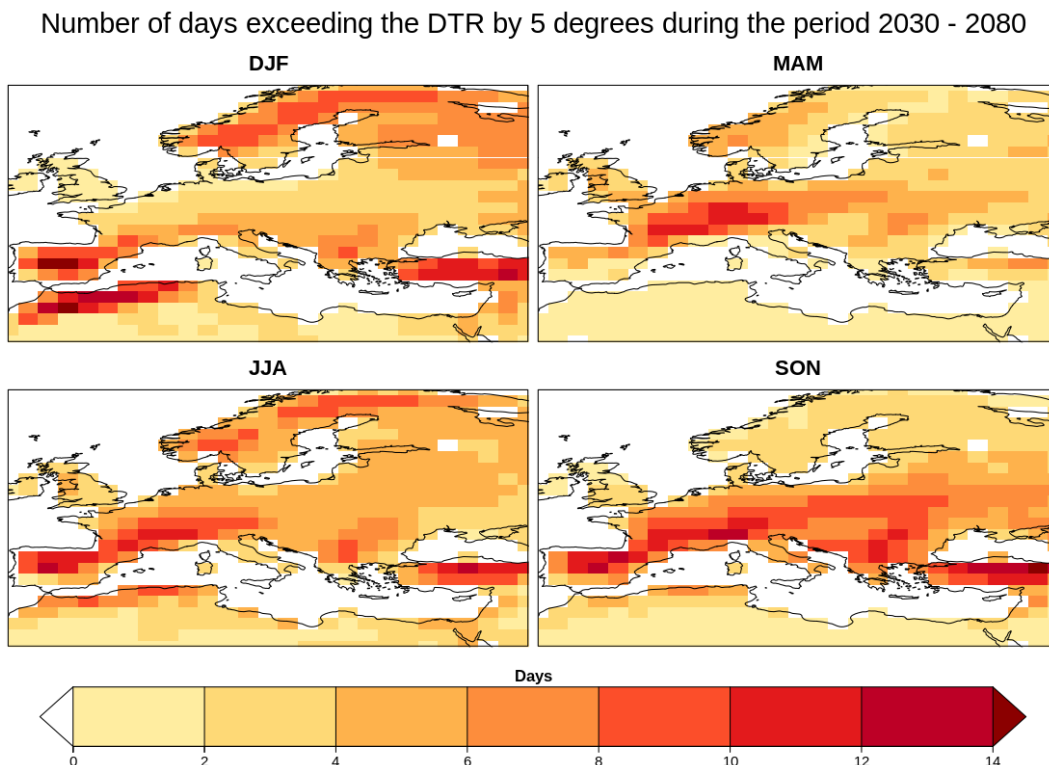 Number of days exceeding the DTR by 5 degrees during the period 2030 - 2080
DJF
MAM
JJA
SON
Days
0 2 4 6 8 10 12 14